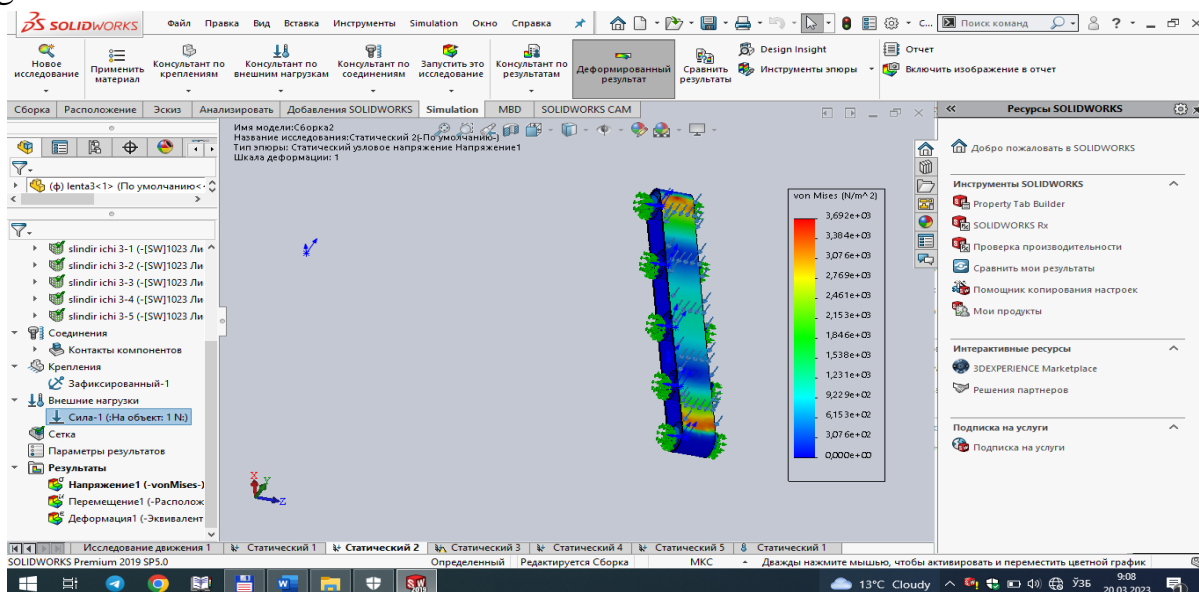 SOLIDWORKS Файл Правка Вид Вставка Инструменты Simulation Окно Справка С... Поиск команд
Новое исследование
Применить материал
Консультант по креплениям
Консультант по внешним нагрузкам
Консультант по соединениям
Запустить это исследование
Консультант по результатам
Деформированный результат
Сравнить результаты
Design Insight
Инструменты эпюры
Отчет
Включить изображение в отчет
Сборка Расположение Эскиз Анализировать Добавления SOLIDWORKS Simulation MBD SOLIDWORKS CAM
Ресурсы SOLIDWORKS
Имя модели:Сборка2
Название исследования:Статический 2(-По умолчанию-)
Тип эпюры: Статический узловое напряжение Напряжение1
Шкала деформации: 1
(ф) lenta3<1> (По умолчанию<
slindir ichi 3-1 (-[SW]1023 Ли
slindir ichi 3-2 (-[SW]1023 Ли
slindir ichi 3-3 (-[SW]1023 Ли
slindir ichi 3-4 (-[SW]1023 Ли
slindir ichi 3-5 (-[SW]1023 Ли
Соединения
Контакты компонентов
Крепления
Зафиксированный-1
Внешние нагрузки
Сила-1 (:На объект: 1 N:)
Сетка
Параметры результатов
Результаты
Напряжение1 (-vonMises-)
Перемещение1 (-Располож
Деформация1 (-Эквивалент
X
Y
Z
von Mises (N/m^2)
3,692e+03
3,384e+03
3,076e+03
2,769e+03
2,461e+03
2,153e+03
1,846e+03
1,538e+03
1,231e+03
9,229e+02
6,153e+02
3,076e+02
0,000e+00
Добро пожаловать в SOLIDWORKS
Инструменты SOLIDWORKS
Property Tab Builder
SOLIDWORKS Rx
Проверка производительности
Сравнить мои результаты
Помощник копирования настроек
Мои продукты
Интерактивные ресурсы
3DEXPERIENCE Marketplace
Решения партнеров
Подписка на услуги
Подписка на услуги
Исследование движения 1 Статический 1 Статический 2 Статический 3 Статический 4 Статический 5 Статический 1
SOLIDWORKS Premium 2019 SP5.0 Определенный Редактируется Сборка МКС Дважды нажмите мышью, чтобы активировать и переместить цветной график
13°C Cloudy ЎЗБ 9:08
20.03.2023